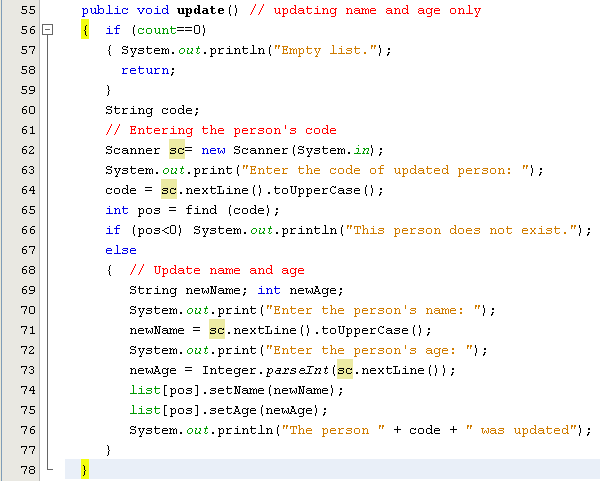 55 public void update() // updating name and age only
56 { if (count==0)
57 { System.out.println("Empty list.");
58 return;
59 }
60 String code;
61 // Entering the person's code
62 Scanner sc= new Scanner(System.in);
63 System.out.print("Enter the code of updated person: ");
64 code = sc.nextLine().toUpperCase();
65 int pos = find (code);
66 if (pos<0) System.out.println("This person does not exist.");
67 else
68 { // Update name and age
69 String newName; int newAge;
70 System.out.print("Enter the person's name: ");
71 newName = sc.nextLine().toUpperCase();
72 System.out.print("Enter the person's age: ");
73 newAge = Integer.parseInt(sc.nextLine());
74 list[pos].setName(newName);
75 list[pos].setAge(newAge);
76 System.out.println("The person " + code + " was updated");
77 }
78 }